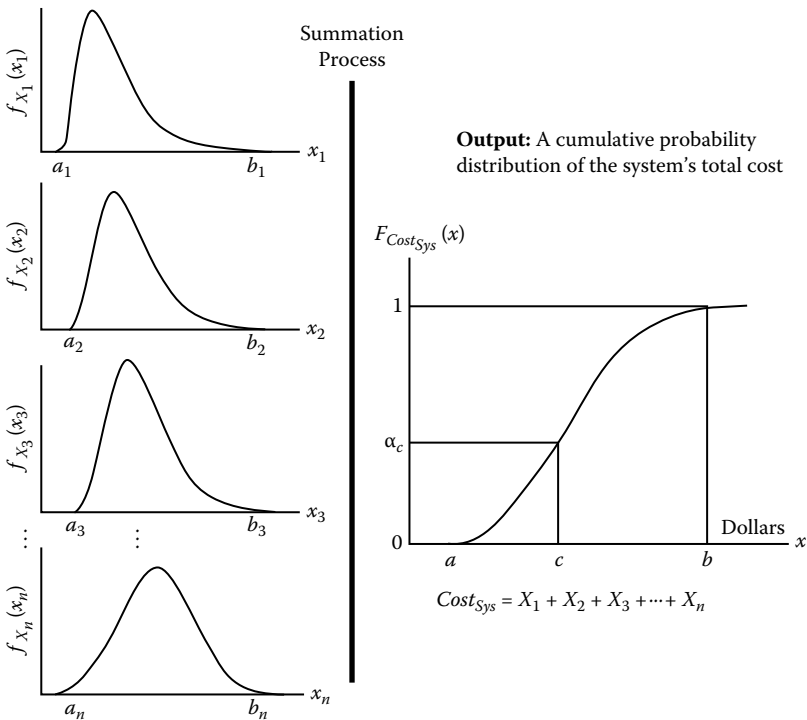 f_{X_1}(x_1)
a_1 b_1 x_1
f_{X_2}(x_2)
a_2 b_2 x_2
f_{X_3}(x_3)
a_3 b_3 x_3
⋮ ⋮
f_{X_n}(x_n)
a_n b_n x_n
Summation
Process
Output: A cumulative probability
distribution of the system’s total cost
F_{Cost_{Sys}}(x)
1
α_c
0
Dollars
a c b x
Cost_{Sys} = X_1 + X_2 + X_3 +···+ X_n